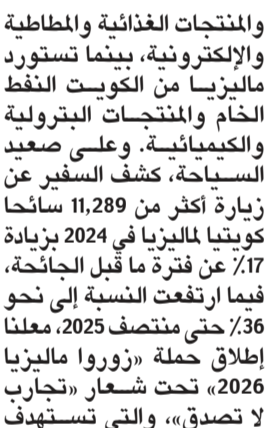 والمنتجات الغذائية والمطاطية
والإلكترونية، بينما تستورد
ماليزيا من الكويت النفط
الخام والمنتجات البترولية
والكيميائية. وعلى صعيد
السياحة، كشف السفير عن
زيارة أكثر من 11,289 سائحا
كويتيا لماليزيا في 2024 بزيادة
17٪ عن فترة ما قبل الجائحة،
فيما ارتفعت النسبة إلى نحو
36٪ حتى منتصف 2025، معلنا
إطلاق حملة «زوروا ماليزيا
2026» تحت شعار «تجارب
لا تصدق»، والتي تستهدف